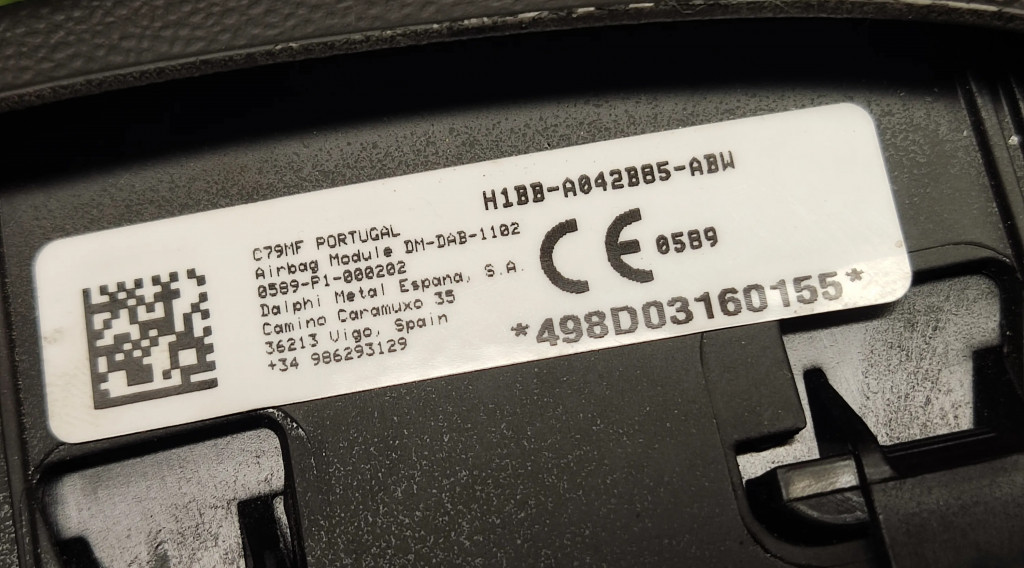 H1BB-A042B85-ABW
C79MF PORTUGAL
Airbag Module DM-DAB-1102
0589-P1-000202
Dalphi Metal Espana, S.A.
Camino Caramuxo 35
36213 Vigo, Spain
+34 986293129
CE 0589
*498D03160155*